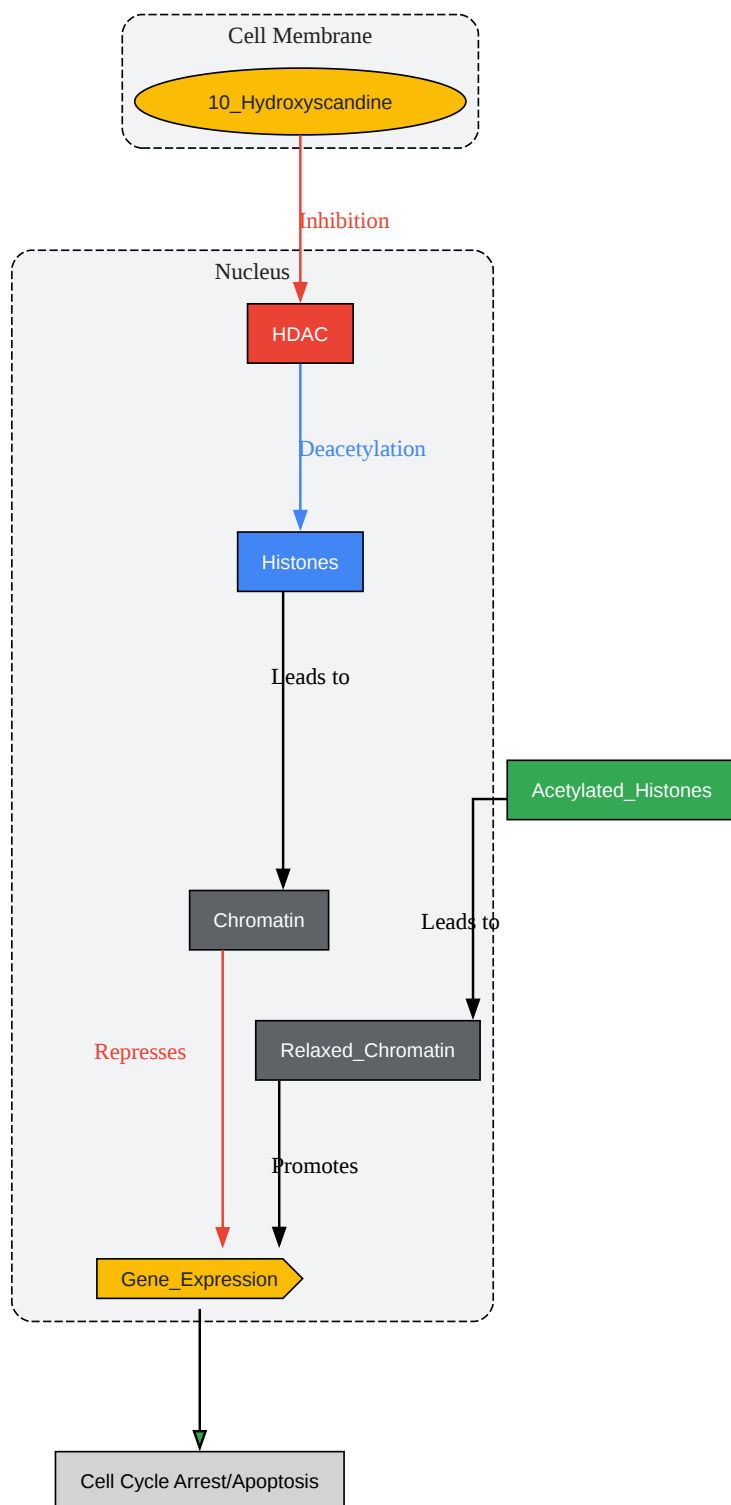 Cell Membrane
10_Hydroxyscandine
Inhibition
Nucleus
HDAC
Deacetylation
Histones
Leads to
Acetylated_Histones
Chromatin
Leads to
Relaxed_Chromatin
Represses
Promotes
Gene_Expression
Cell Cycle Arrest/Apoptosis